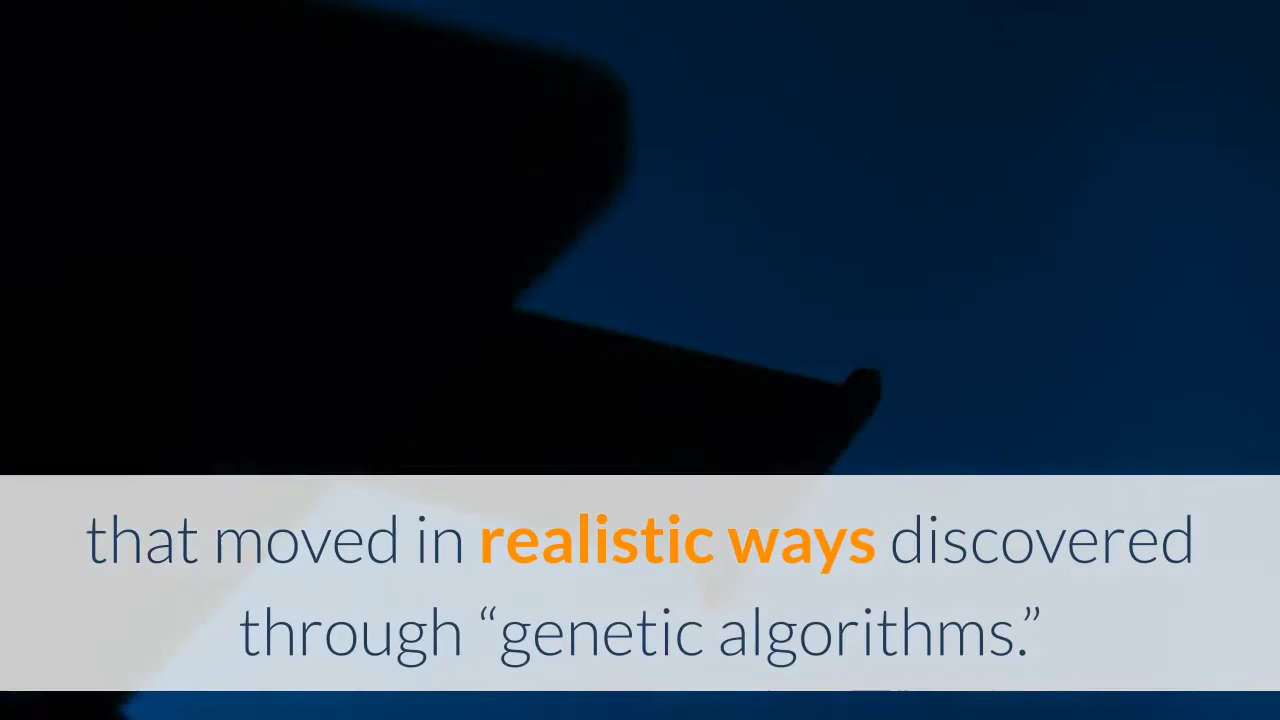 that moved in realistic ways discovered
through “genetic algorithms.”